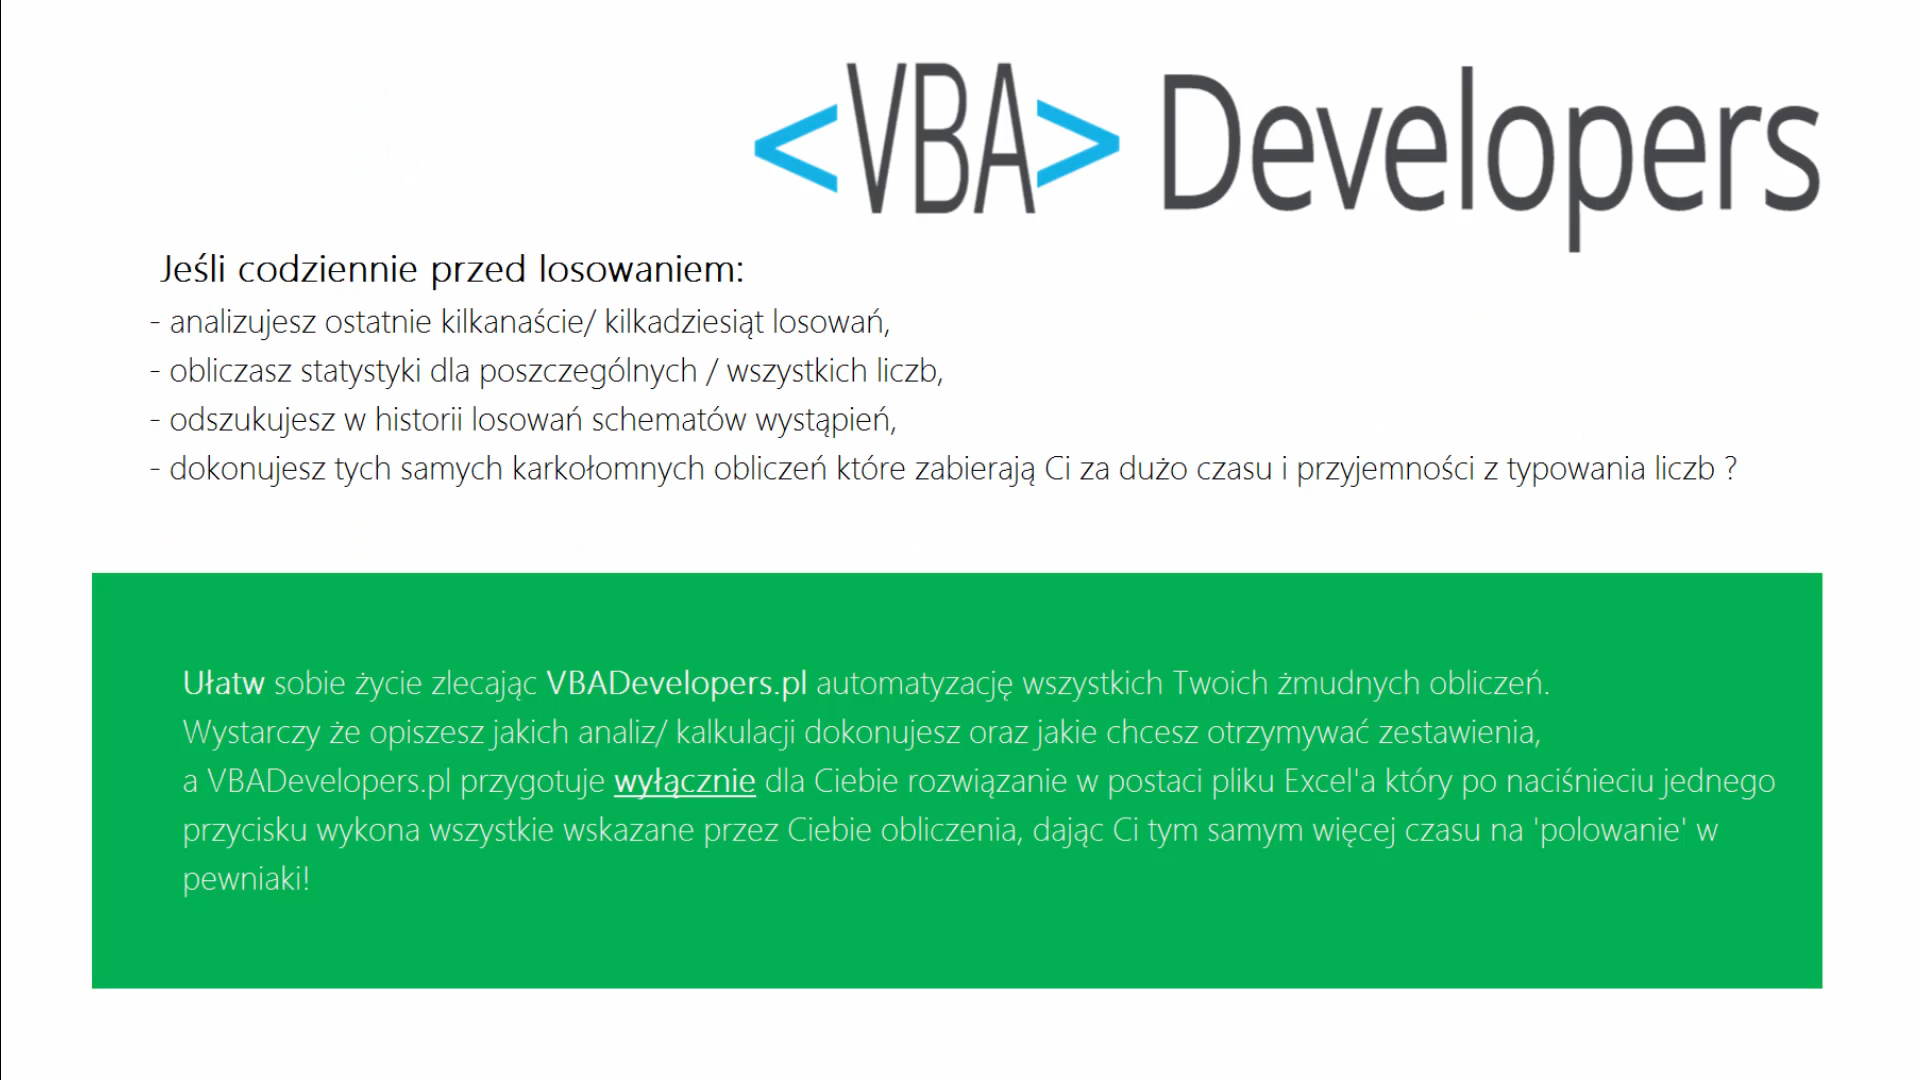 <VBA> Developers
Jeśli codziennie przed losowaniem:
- analizujesz ostatnie kilkanaście/ kilkadziesiąt losowań,
- obliczasz statystyki dla poszczególnych / wszystkich liczb,
- odszukujesz w historii losowań schematów wystąpień,
- dokonujesz tych samych karkołomnych obliczeń które zabierają Ci za dużo czasu i przyjemności z typowania liczb ?
Ułatw sobie życie zlecając VBADevelopers.pl automatyzację wszystkich Twoich żmudnych obliczeń.
Wystarczy że opiszesz jakich analiz/ kalkulacji dokonujesz oraz jakie chcesz otrzymywać zestawienia,
a VBADevelopers.pl przygotuje wyłącznie dla Ciebie rozwiązanie w postaci pliku Excel'a który po naciśnieciu jednego
przycisku wykona wszystkie wskazane przez Ciebie obliczenia, dając Ci tym samym więcej czasu na 'polowanie' w
pewniaki!